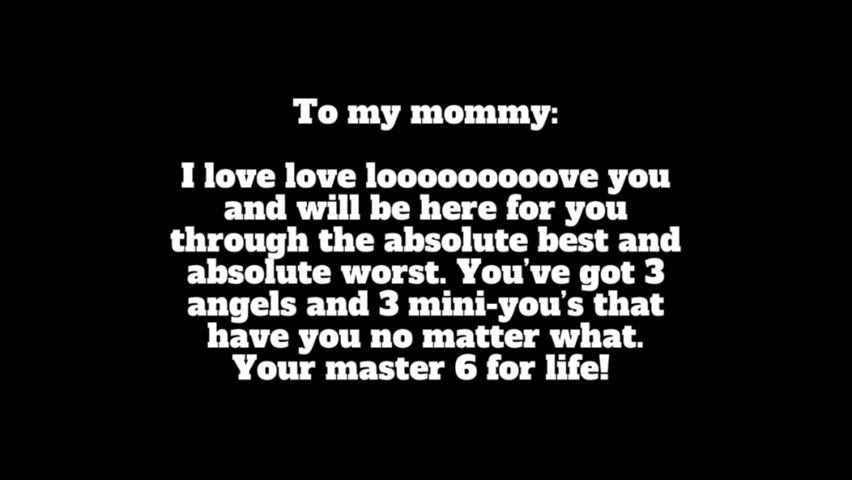 To my mommy:
I love love looooooooove you
and will be here for you
through the absolute best and
absolute worst. You’ve got 3
angels and 3 mini-you’s that
have you no matter what.
Your master 6 for life!